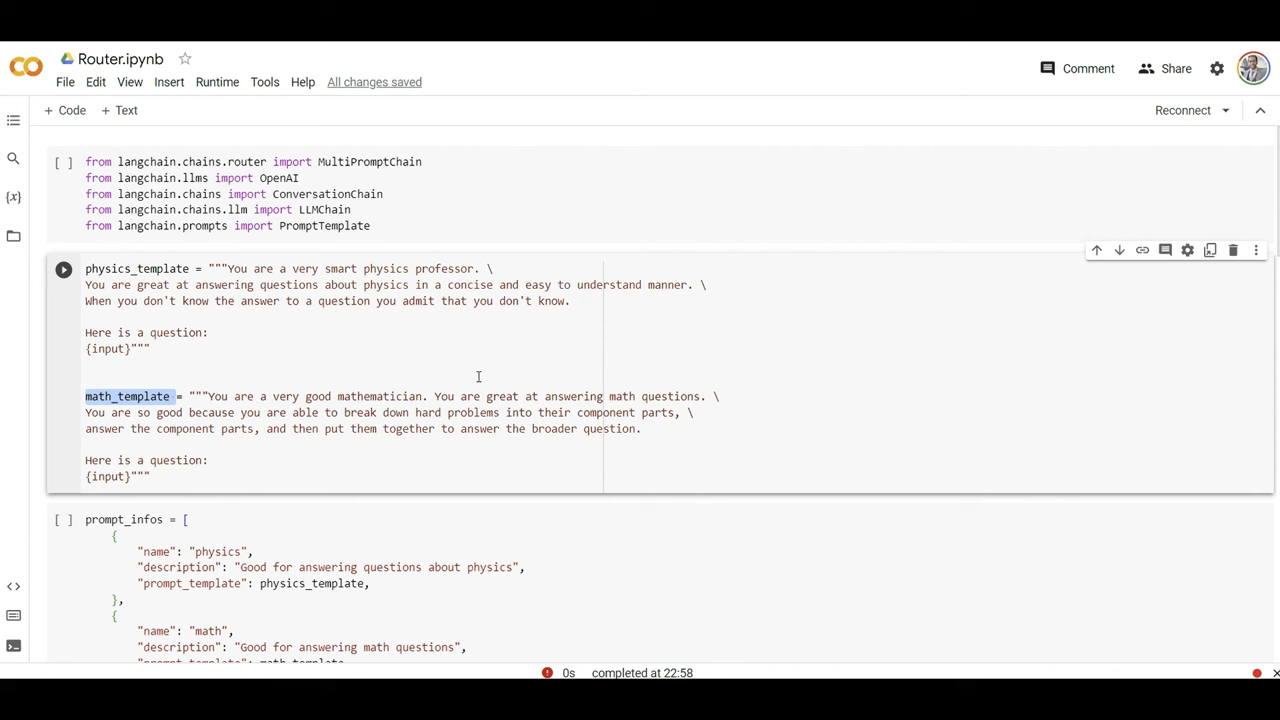 Router.ipynb
File Edit View Insert Runtime Tools Help All changes saved
Comment Share
+ Code + Text
Reconnect
[ ] from langchain.chains.router import MultiPromptChain
from langchain.llms import OpenAI
from langchain.chains import ConversationChain
from langchain.chains.llm import LLMChain
from langchain.prompts import PromptTemplate
physics_template = """You are a very smart physics professor. \
You are great at answering questions about physics in a concise and easy to understand manner. \
When you don't know the answer to a question you admit that you don't know.
Here is a question:
{input}"""
math_template = """You are a very good mathematician. You are great at answering math questions. \
You are so good because you are able to break down hard problems into their component parts, \
answer the component parts, and then put them together to answer the broader question.
Here is a question:
{input}"""
[ ] prompt_infos = [
{
"name": "physics",
"description": "Good for answering questions about physics",
"prompt_template": physics_template,
},
{
"name": "math",
"description": "Good for answering math questions",
"prompt_template": math_template,
0s completed at 22:58